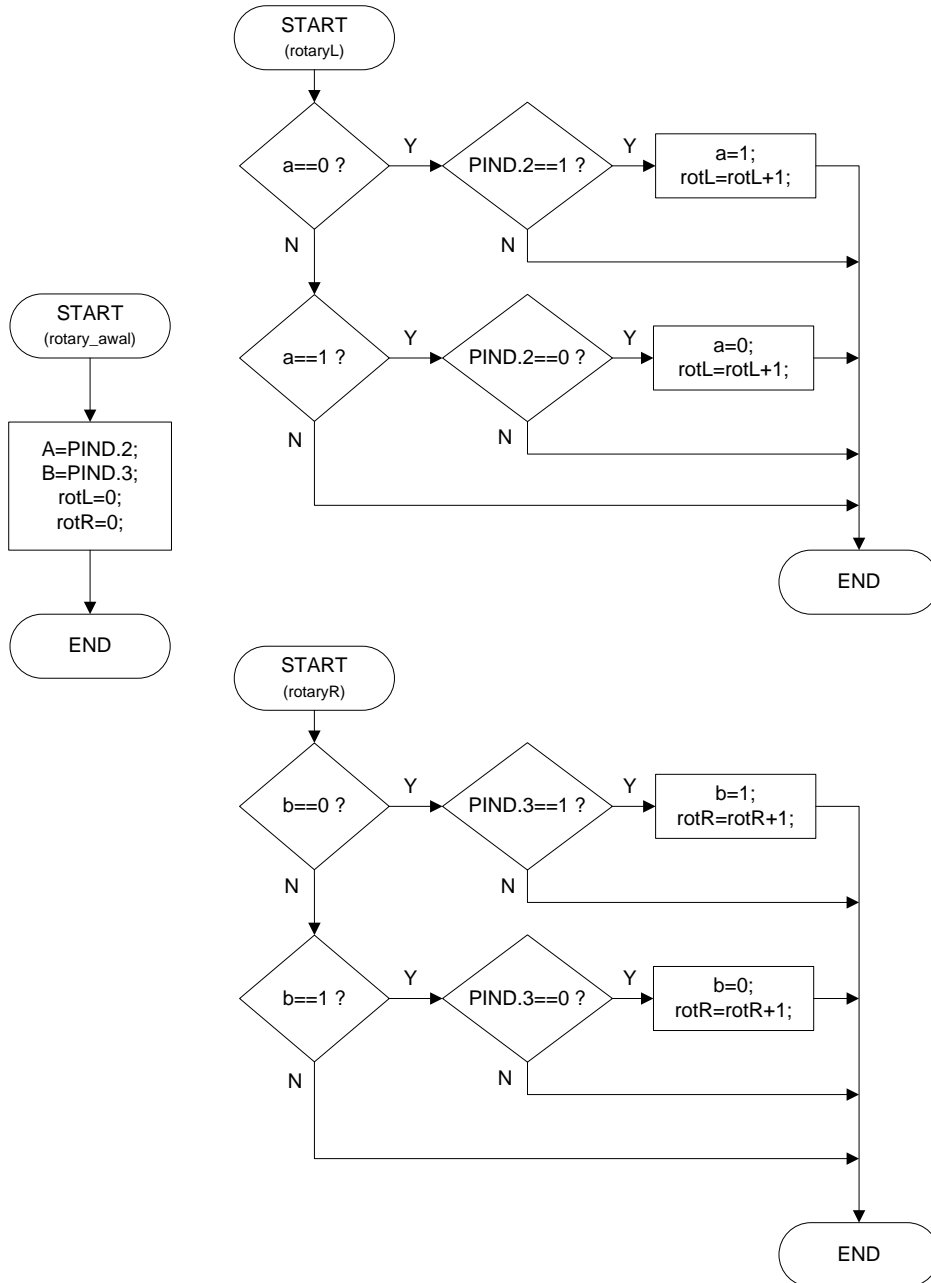 START
(rotaryL)
a==0 ?
Y
PIND.2==1 ?
Y
a=1;
rotL=rotL+1;
N
N
a==1 ?
Y
PIND.2==0 ?
Y
a=0;
rotL=rotL+1;
N
N
END
START
(rotary_awal)
A=PIND.2;
B=PIND.3;
rotL=0;
rotR=0;
END
START
(rotaryR)
b==0 ?
Y
PIND.3==1 ?
Y
b=1;
rotR=rotR+1;
N
N
b==1 ?
Y
PIND.3==0 ?
Y
b=0;
rotR=rotR+1;
N
N
END